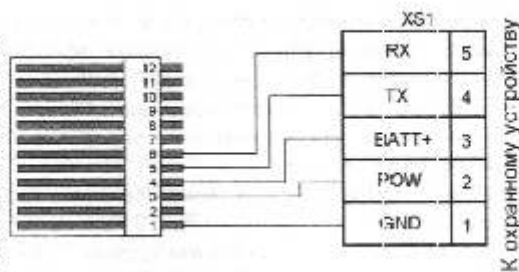 XS1
RX 5
TX 4
BATT+ 3
POW 2
GND 1
12
11
10
9
8
7
6
5
4
3
2
1
К охранному устройству